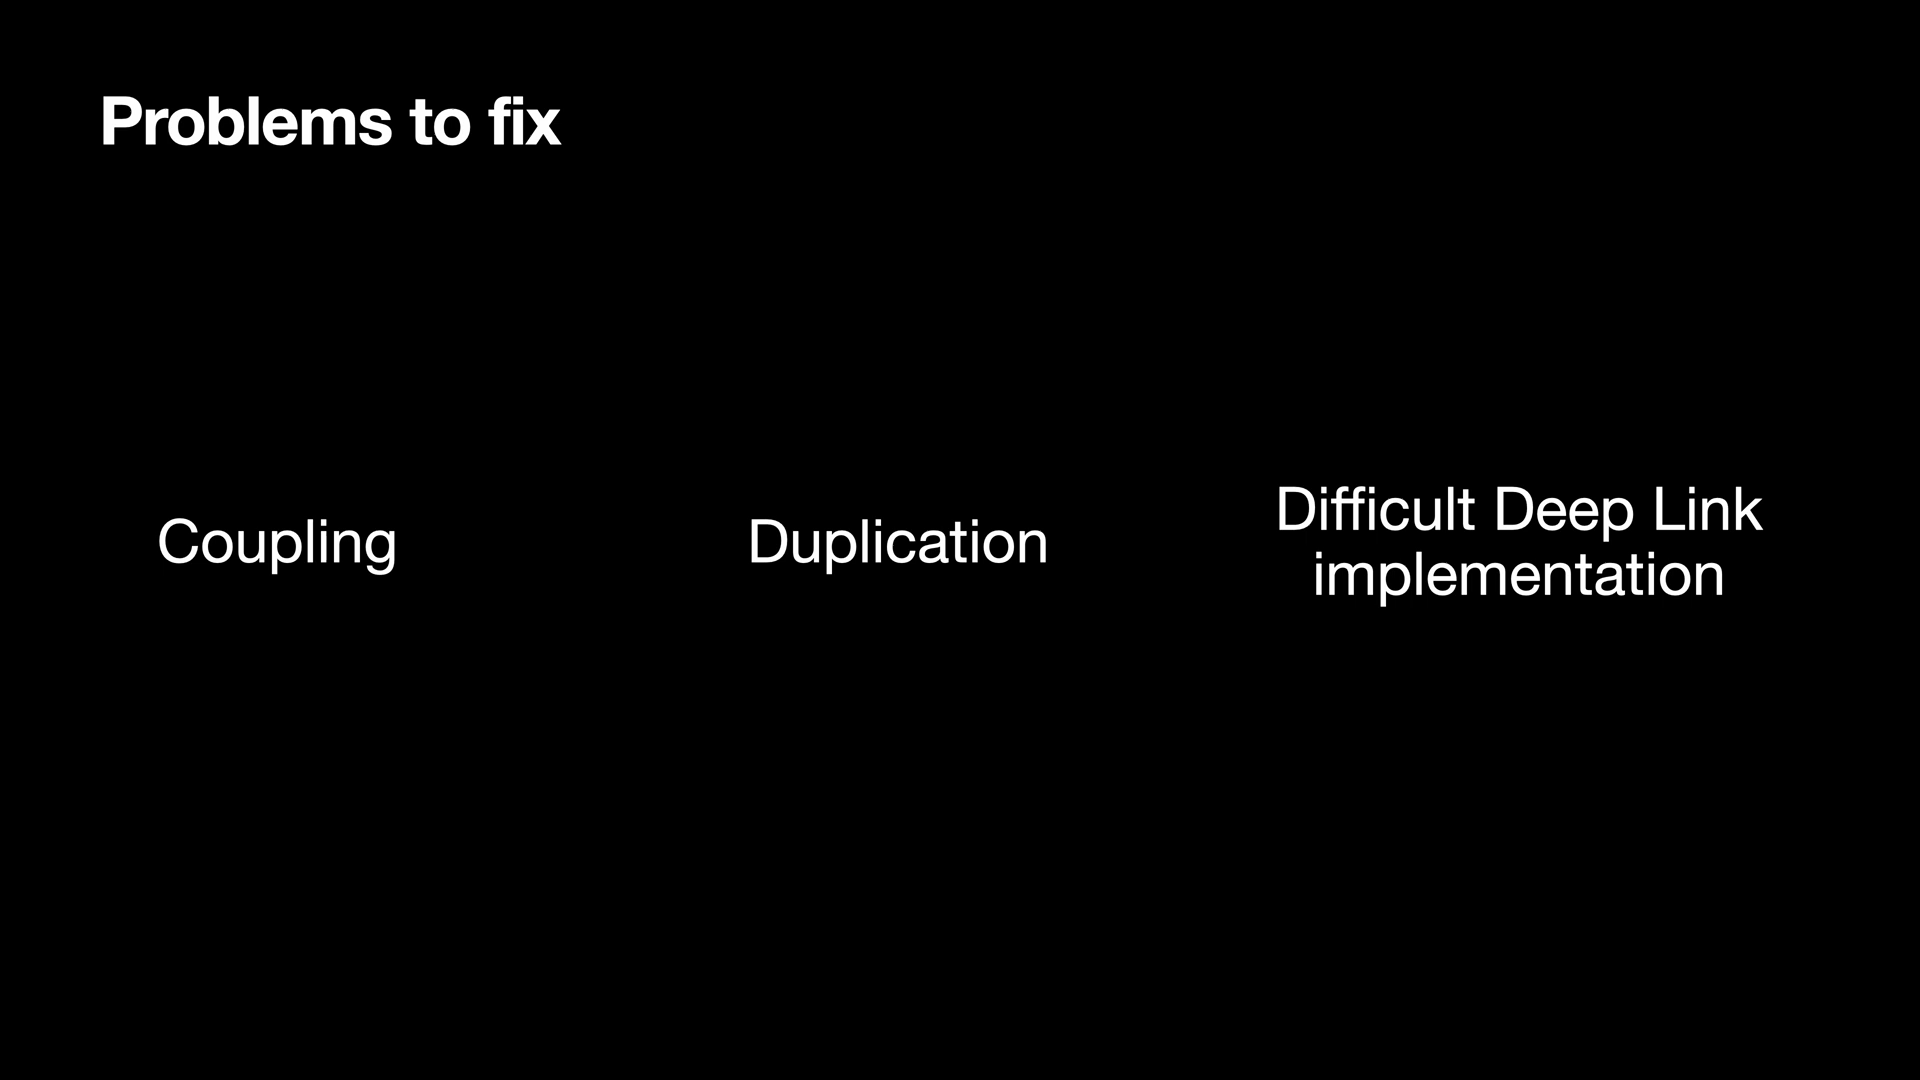 Problems to fix
Coupling
Duplication
Difficult Deep Link
implementation